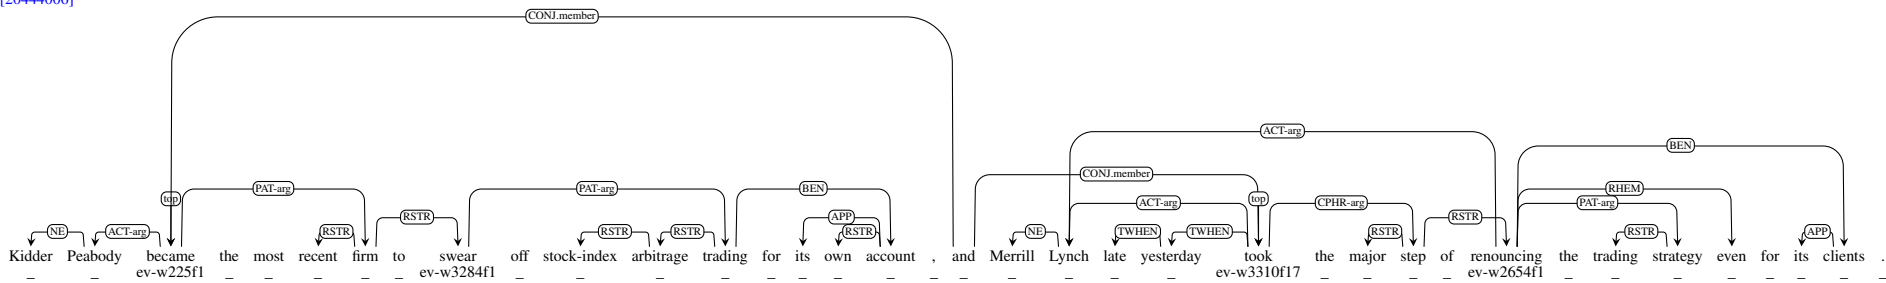 CONJ.member
ACT-arg
BEN
CONJ.member
top PAT-arg PAT-arg BEN top RHEM
ACT-arg CPHR-arg PAT-arg
RSTR APP RSTR
NE ACT-arg RSTR RSTR RSTR RSTR NE TWHEN TWHEN RSTR RSTR APP
Kidder Peabody became the most recent firm to swear off stock-index arbitrage trading for its own account , and Merrill Lynch late yesterday took the major step of renouncing the trading strategy even for its clients .
_ _ ev-w225f1 _ _ _ _ _ ev-w3284f1 _ _ _ _ _ _ _ _ _ _ _ _ _ _ ev-w3310f17 _ _ _ _ ev-w2654f1 _ _ _ _ _ _ _ _